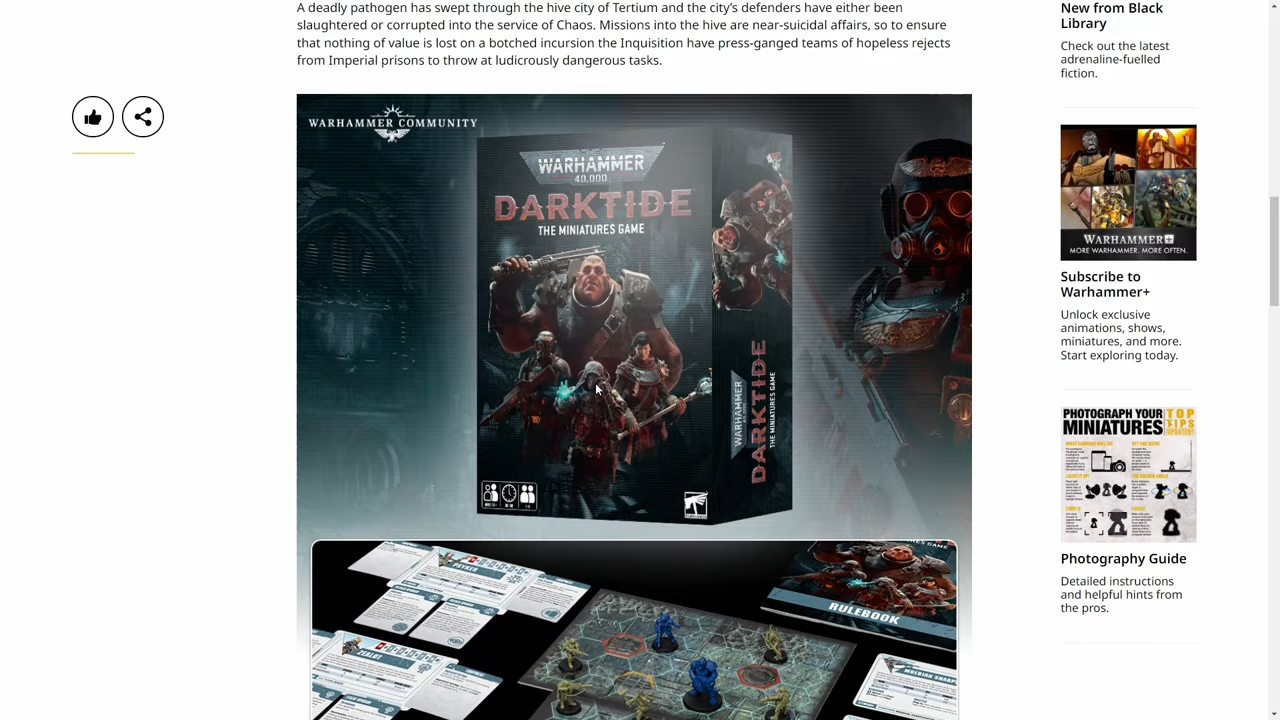 A deadly pathogen has swept through the hive city of Tertium and the city's defenders have either been
slaughtered or corrupted into the service of Chaos. Missions into the hive are near-suicidal affairs, so to ensure
that nothing of value is lost on a botched incursion the Inquisition have press-ganged teams of hopeless rejects
from Imperial prisons to throw at ludicrously dangerous tasks.
WARHAMMER COMMUNITY
WARHAMMER
40,000
DARKTIDE
THE MINIATURES GAME
WARHAMMER
40,000
DARKTIDE
THE MINIATURES GAME
PSYKER
ZEALOT
RULEBOOK
MOEBIAN
New from Black
Library
Check out the latest
adrenaline-fuelled
fiction.
WARHAMMER+
MORE WARHAMMER. MORE OFTEN.
Subscribe to
Warhammer+
Unlock exclusive
animations, shows,
miniatures, and more.
Start exploring today.
PHOTOGRAPH YOUR
MINIATURES
TOP
TIPS
Photography Guide
Detailed instructions
and helpful hints from
the pros.